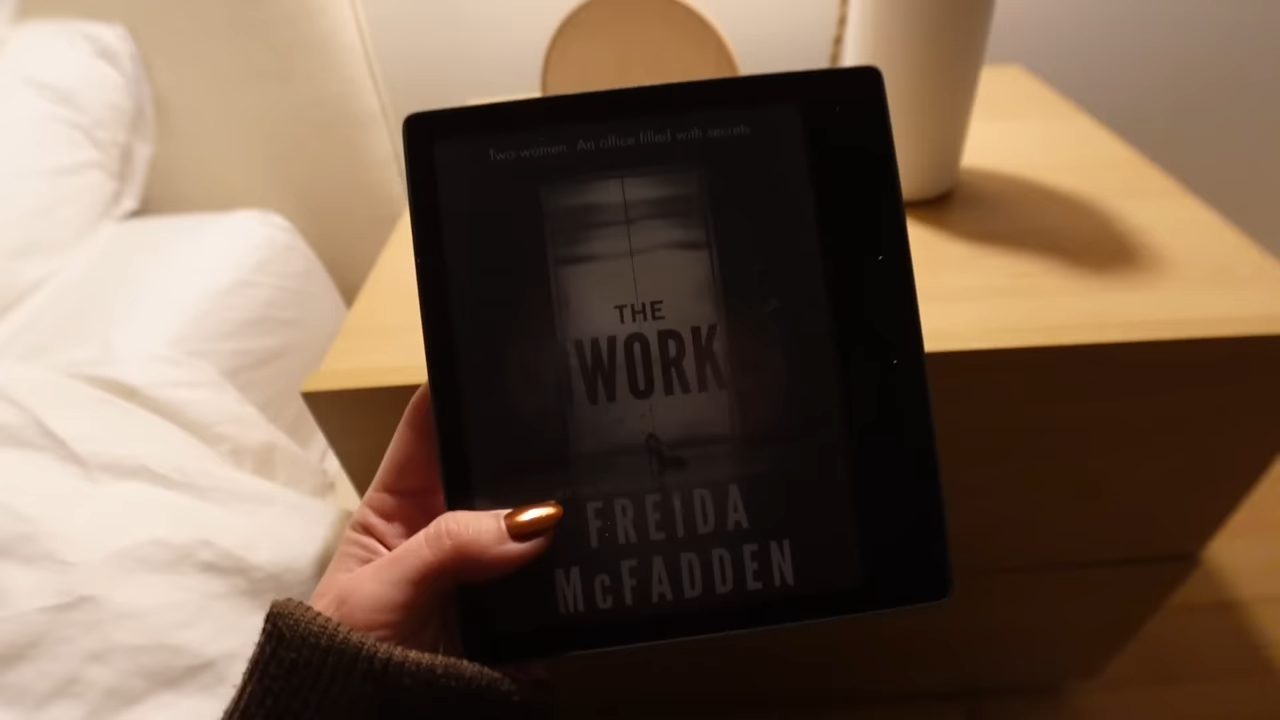 Two women. An office filled with secrets
THE
WORK
FREIDA
McFADDEN